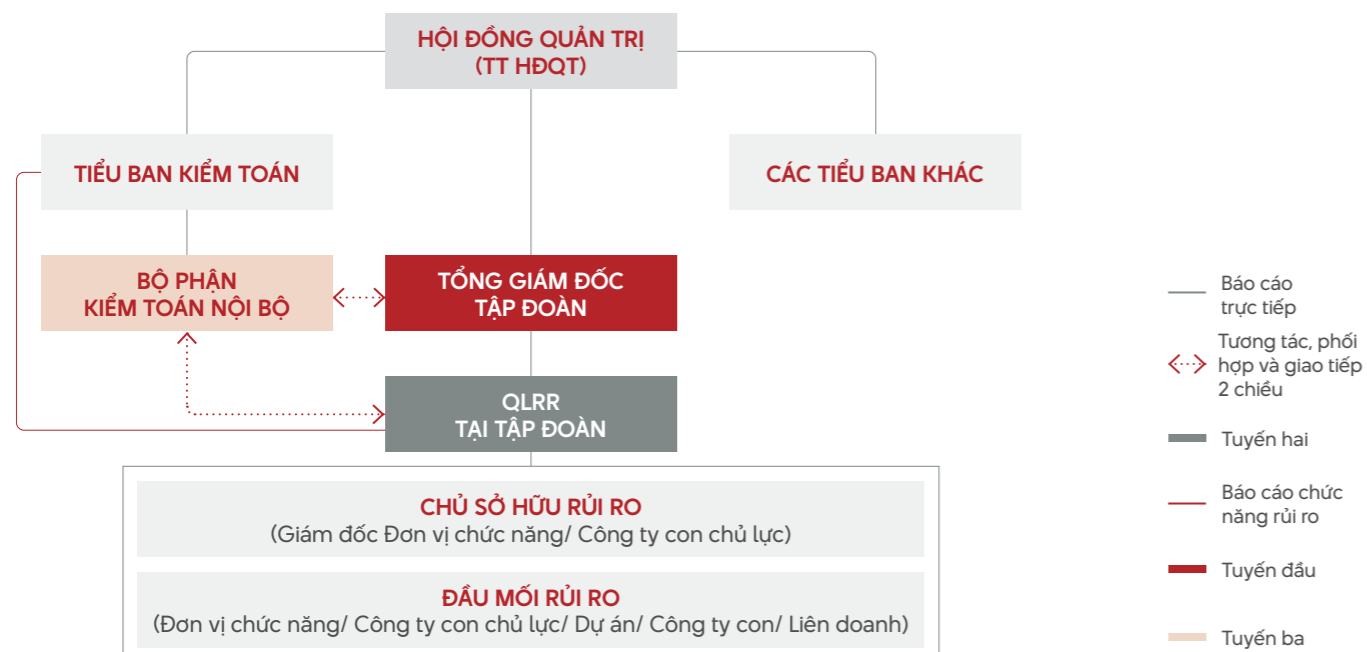 HỘI ĐỒNG QUẢN TRỊ
(TT HĐQT)
TIỂU BAN KIỂM TOÁN
CÁC TIỂU BAN KHÁC
BỘ PHẬN
KIỂM TOÁN NỘI BỘ
TỔNG GIÁM ĐỐC
TẬP ĐOÀN
QLRR
TẠI TẬP ĐOÀN
CHỦ SỞ HỮU RỦI RO
(Giám đốc Đơn vị chức năng/ Công ty con chủ lực)
ĐẦU MỐI RỦI RO
(Đơn vị chức năng/ Công ty con chủ lực/ Dự án/ Công ty con/ Liên doanh)
Báo cáo
trực tiếp
Tương tác, phối
hợp và giao tiếp
2 chiều
Tuyến hai
Báo cáo chức
năng rủi ro
Tuyến đầu
Tuyến ba